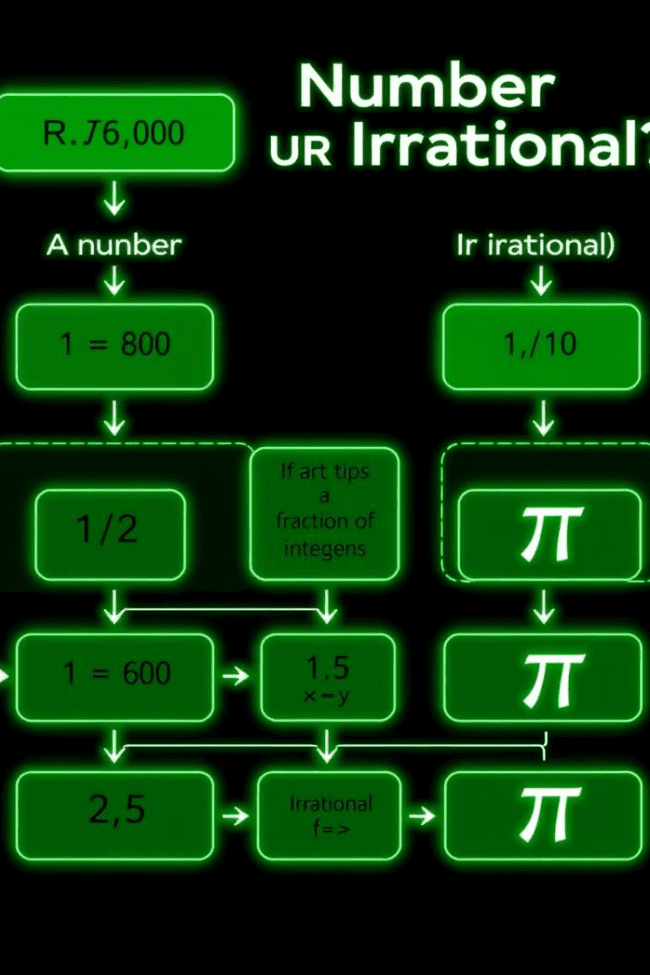 Number
UR Irrational?
R.J6,000
A nunber
Ir irational)
1 = 800
1,/10
1/2
If art tips
a
fraction of
integens
π
1 = 600
1,5
x – y
π
2,5
Irrational
f=>
π